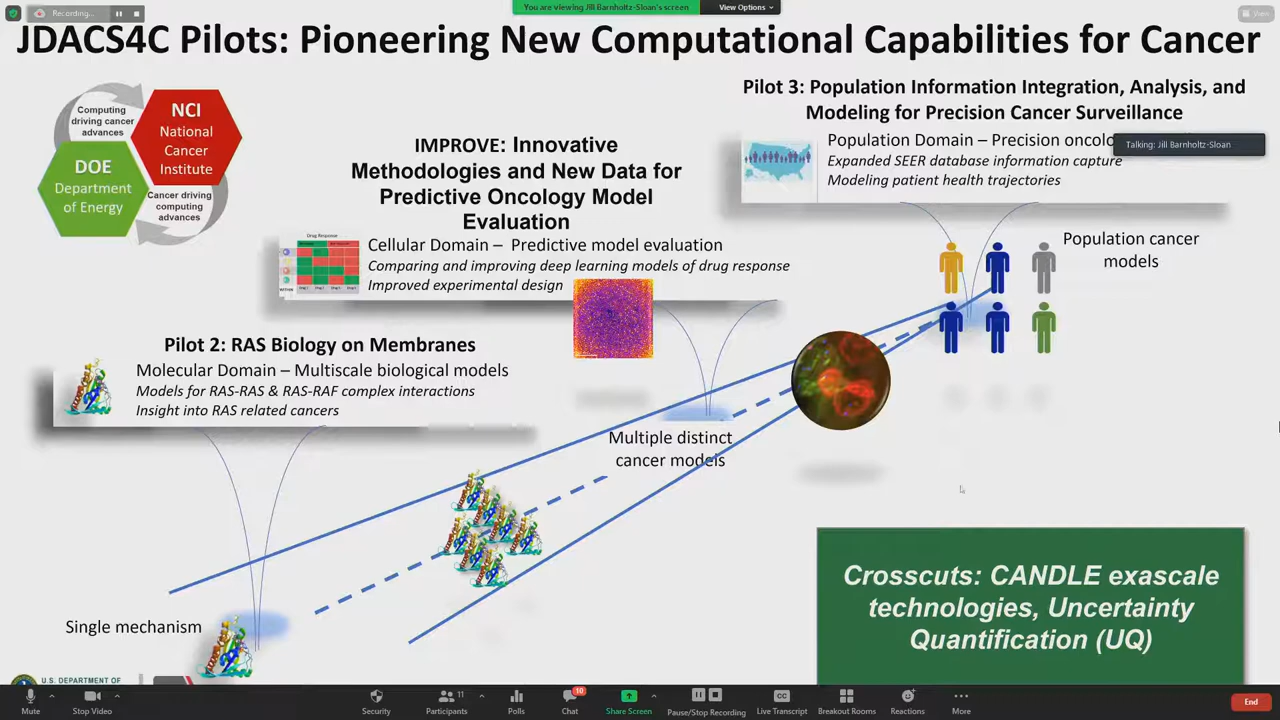 Recording...
You are viewing Jill Barnholtz-Sloan's screen
View Options
View
JDACS4C Pilots: Pioneering New Computational Capabilities for Cancer
Computing
driving cancer
advances
NCI
National
Cancer
Institute
DOE
Department
of Energy
Cancer driving
computing
advances
Pilot 3: Population Information Integration, Analysis, and
Modeling for Precision Cancer Surveillance
Population Domain – Precision oncolo
Talking: Jill Barnholtz-Sloan
Expanded SEER database information capture
Modeling patient health trajectories
Population cancer
models
IMPROVE: Innovative
Methodologies and New Data for
Predictive Oncology Model
Evaluation
Drug Response
Cellular Domain – Predictive model evaluation
Comparing and improving deep learning models of drug response
Improved experimental design
Pilot 2: RAS Biology on Membranes
Molecular Domain – Multiscale biological models
Models for RAS-RAS & RAS-RAF complex interactions
Insight into RAS related cancers
Multiple distinct
cancer models
Single mechanism
Crosscuts: CANDLE exascale
technologies, Uncertainty
Quantification (UQ)
U.S. DEPARTMENT OF
Mute
Stop Video
Security
Participants
11
Polls
Chat
10
Share Screen
Pause/Stop Recording
CC
Live Transcript
Breakout Rooms
Reactions
More
End